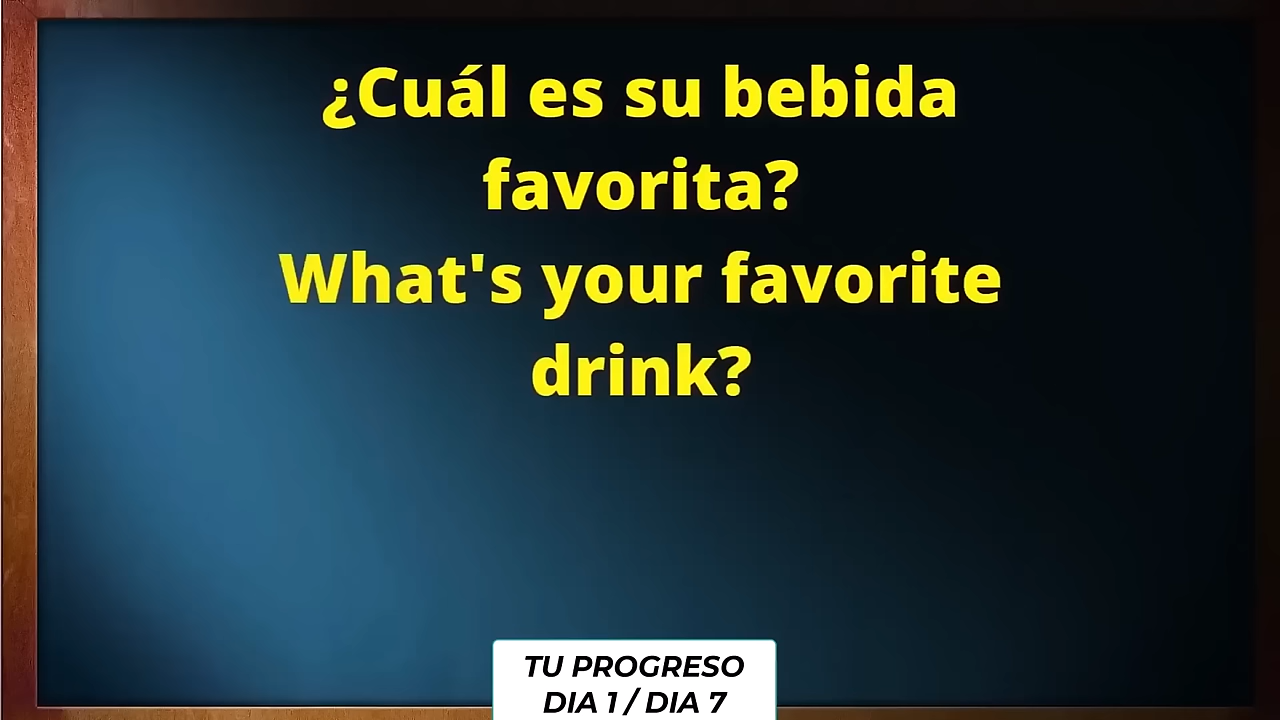 ¿Cuál es su bebida
favorita?
What's your favorite
drink?
TU PROGRESO
DIA 1 / DIA 7